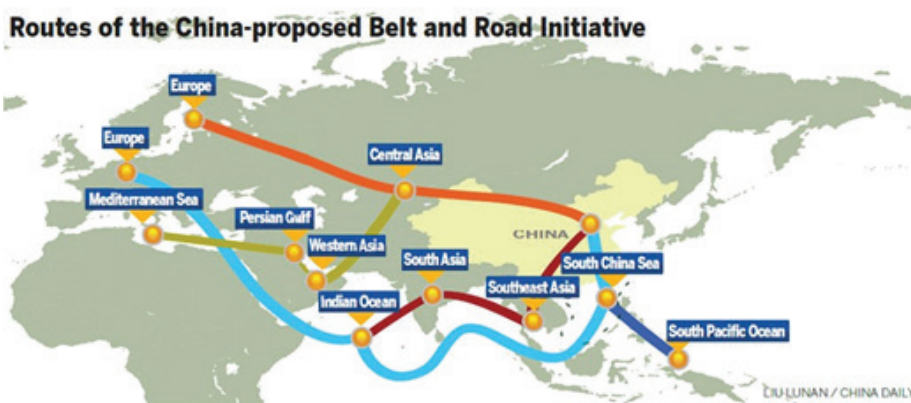 Routes of the China-proposed Belt and Road Initiative
Europe
Europe
Central Asia
Mediterranean Sea
Persian Gulf
Western Asia
CHINA
South Asia
South China Sea
Southeast Asia
Indian Ocean
South Pacific Ocean
LIU LUNAN / CHINA DAILY